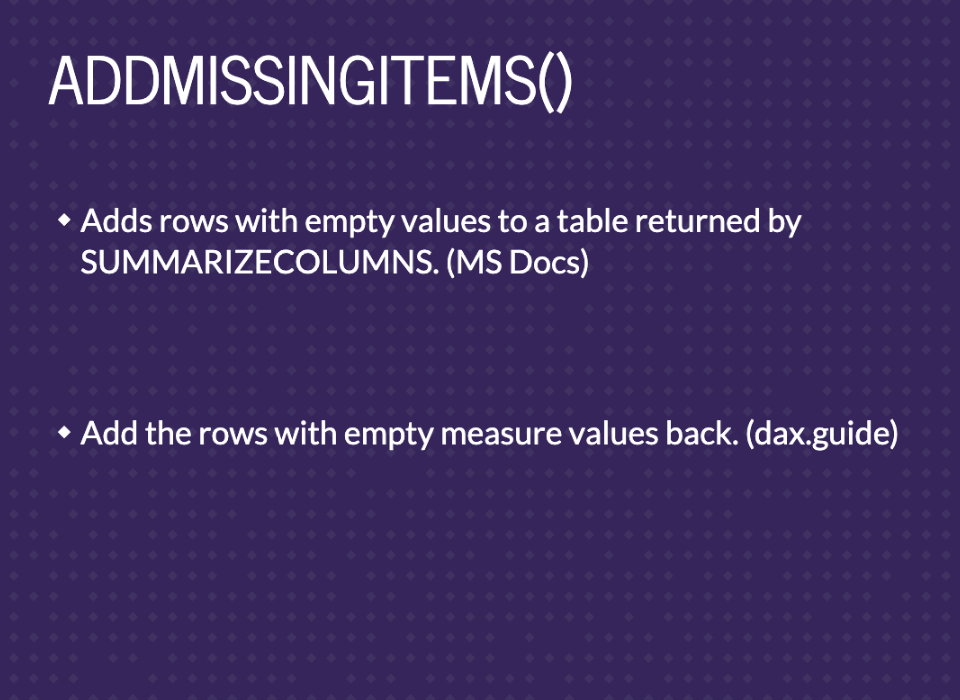 ADDMISSINGITEMS()
Adds rows with empty values to a table returned by
SUMMARIZECOLUMNS. (MS Docs)
Add the rows with empty measure values back. (dax.guide)